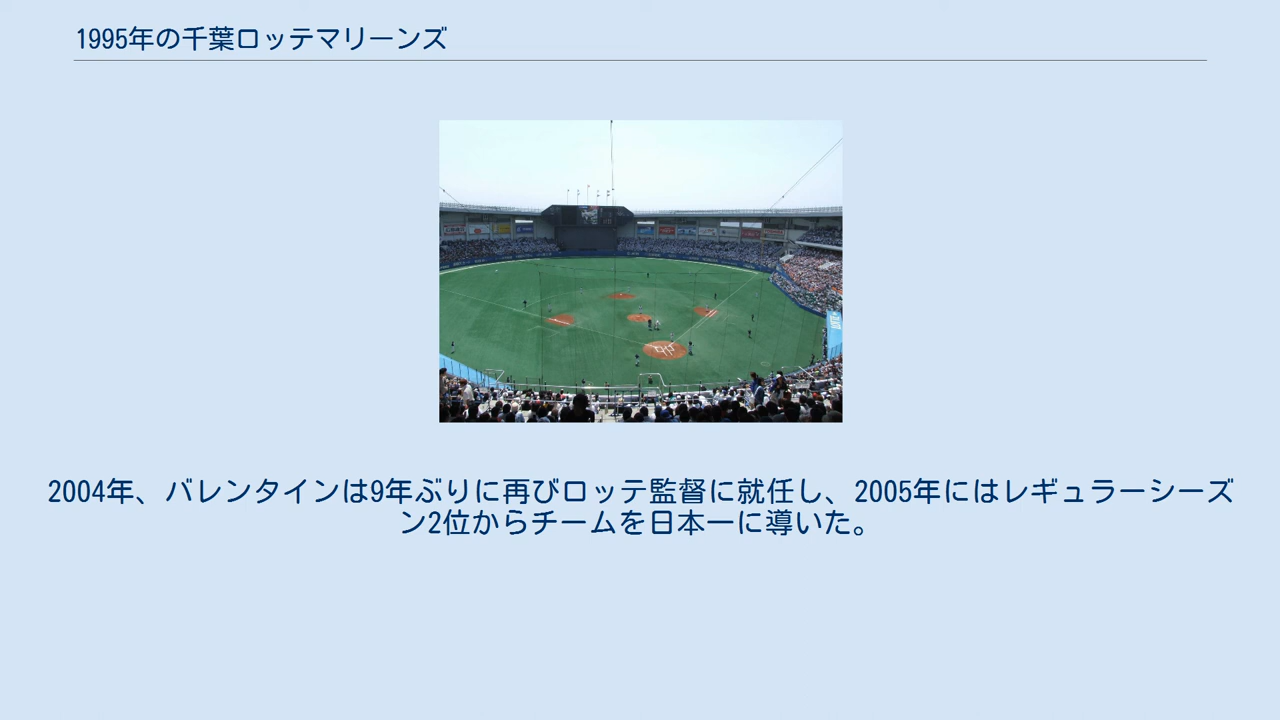 1995年の千葉ロッテマリーンズ
2004年、バレンタインは9年ぶりに再びロッテ監督に就任し、2005年にはレギュラーシーズ
ン2位からチームを日本一に導いた。